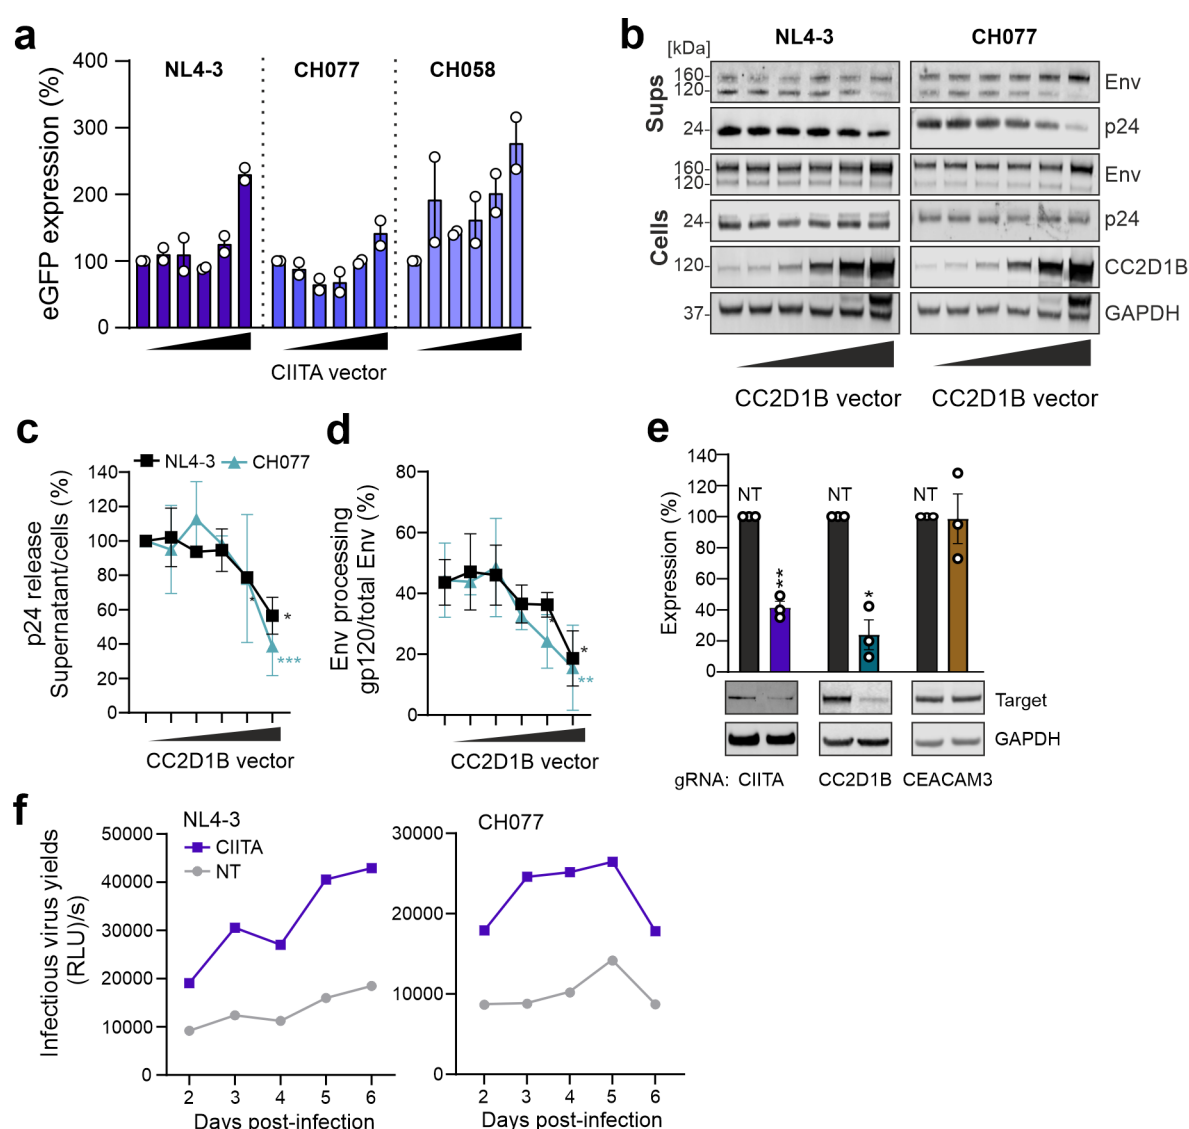 a
eGFP expression (%)
400
300
200
100
0
NL4-3
CH077
CH058
CIITA vector
b
[kDa]
NL4-3
CH077
Sups
160
120
Env
24
p24
Cells
160
120
Env
24
p24
120
CC2D1B
37
GAPDH
CC2D1B vector
CC2D1B vector
c
NL4-3
CH077
p24 release
Supernatant/cells (%)
140
120
100
80
60
40
20
0
*
*
***
CC2D1B vector
d
Env processing
gp120/total Env (%)
80
60
40
20
0
*
*
**
CC2D1B vector
e
Expression (%)
140
120
100
80
60
40
20
0
NT
NT
NT
**
*
Target
GAPDH
gRNA: CIITA
CC2D1B
CEACAM3
f
Infectious virus yields
(RLU)/s)
NL4-3
CIITA
NT
50000
40000
30000
20000
10000
0
2 3 4 5 6
Days post-infection
CH077
30000
20000
10000
0
2 3 4 5 6
Days post-infection